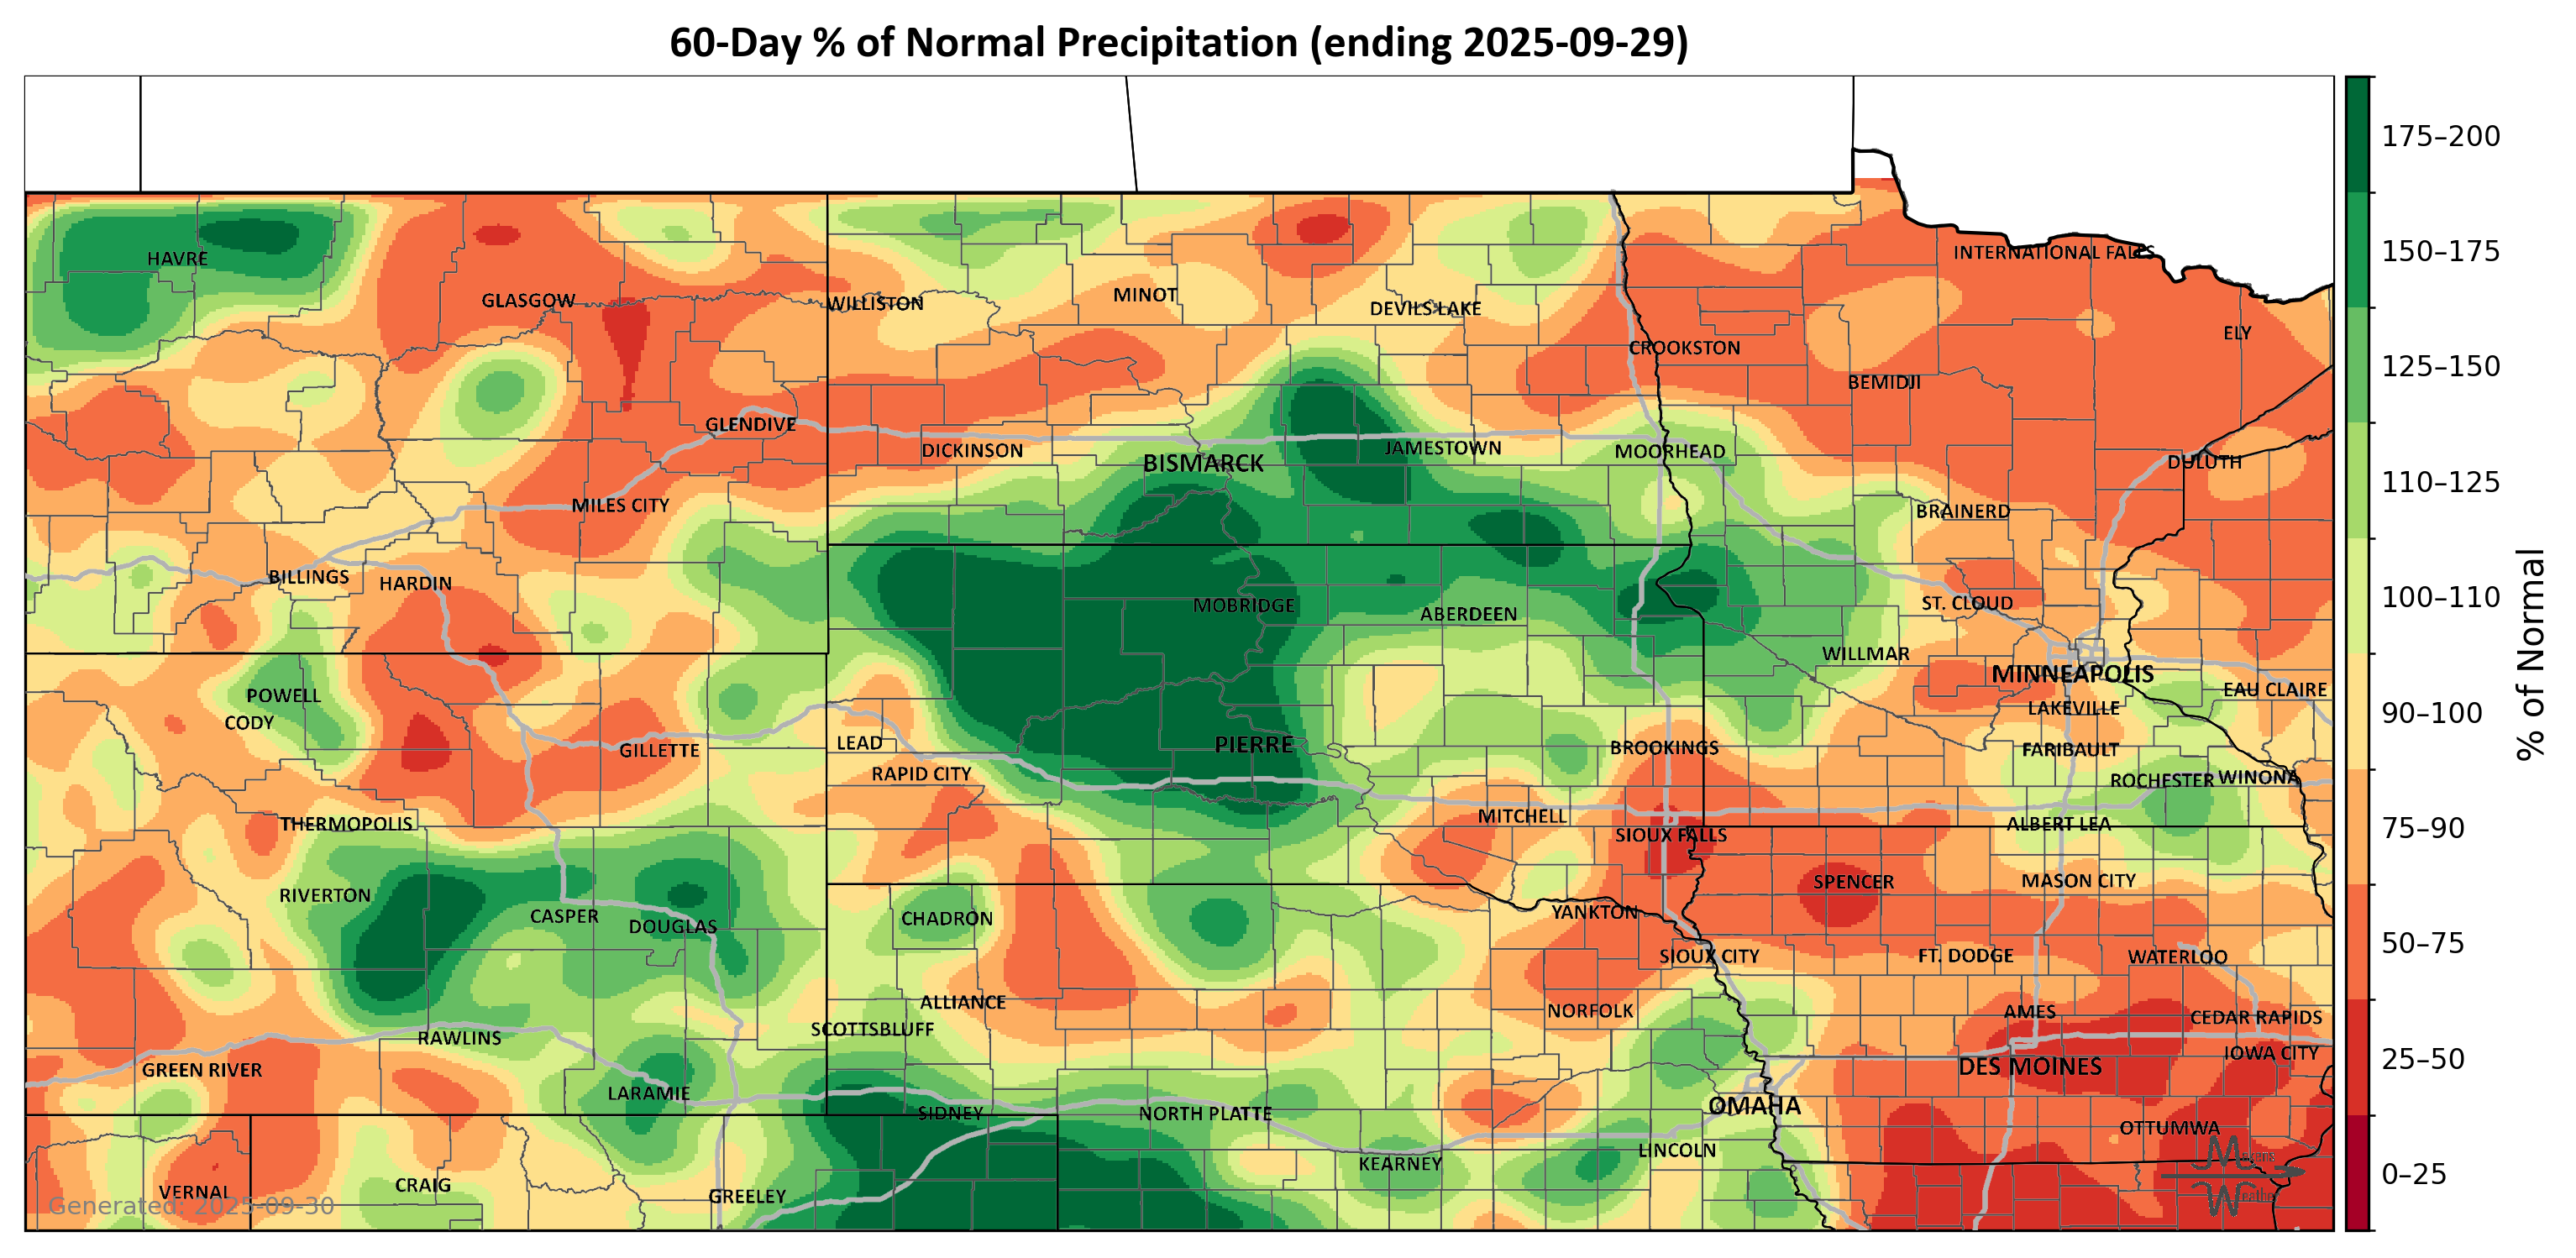 60-Day % of Normal Precipitation (ending 2025-09-29)
175–200
INTERNATIONAL FALLS
150–175
HAVRE
MINOT
GLASGOW
WILLISTON
DEVILS LAKE
ELY
CROOKSTON
125–150
BEMIDJI
GLENDIVE
DICKINSON
JAMESTOWN
MOORHEAD
BISMARCK
DULUTH
110–125
MILES CITY
BRAINERD
BILLINGS
HARDIN
100–110
MOBRIDGE
ST. CLOUD
ABERDEEN
WILLMAR
% of Normal
MINNEAPOLIS
POWELL
EAU CLAIRE
LAKEVILLE
90–100
CODY
LEAD
PIERRE
BROOKINGS
GILLETTE
FARIBAULT
RAPID CITY
ROCHESTER
WINONA
MITCHELL
THERMOPOLIS
ALBERT LEA
75–90
SIOUX FALLS
SPENCER
MASON CITY
RIVERTON
YANKTON
CASPER
CHADRON
DOUGLAS
50–75
SIOUX CITY
FT. DODGE
WATERLOO
ALLIANCE
NORFOLK
AMES
CEDAR RAPIDS
SCOTTSBLUFF
RAWLINS
IOWA CITY
25–50
GREEN RIVER
DES MOINES
LARAMIE
OMAHA
SIDNEY
NORTH PLATTE
OTTUMWA
LINCOLN
KEARNEY
0–25
VERNAL
CRAIG
GREELEY
Generated: 2025-09-30